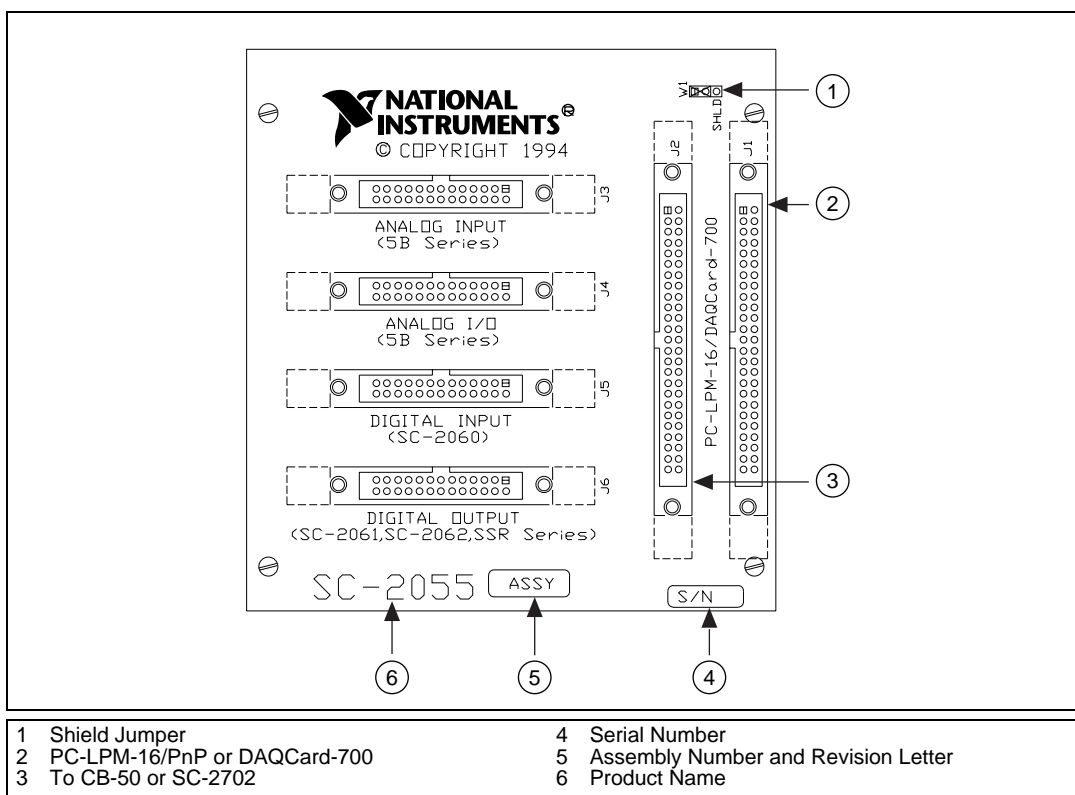 NATIONAL
INSTRUMENTS®
© COPYRIGHT 1994
W1
SHLD
1
J2
J1
2
PC-LPM-16/DAQCard-700
3
J3
ANALOG INPUT
(5B Series)
J4
ANALOG I/O
(5B Series)
J5
DIGITAL INPUT
(SC-2060)
J6
DIGITAL OUTPUT
(SC-2061,SC-2062,SSR Series)
SC-2055
ASSY
S/N
6
5
4
1 Shield Jumper
2 PC-LPM-16/PnP or DAQCard-700
3 To CB-50 or SC-2702
4 Serial Number
5 Assembly Number and Revision Letter
6 Product Name